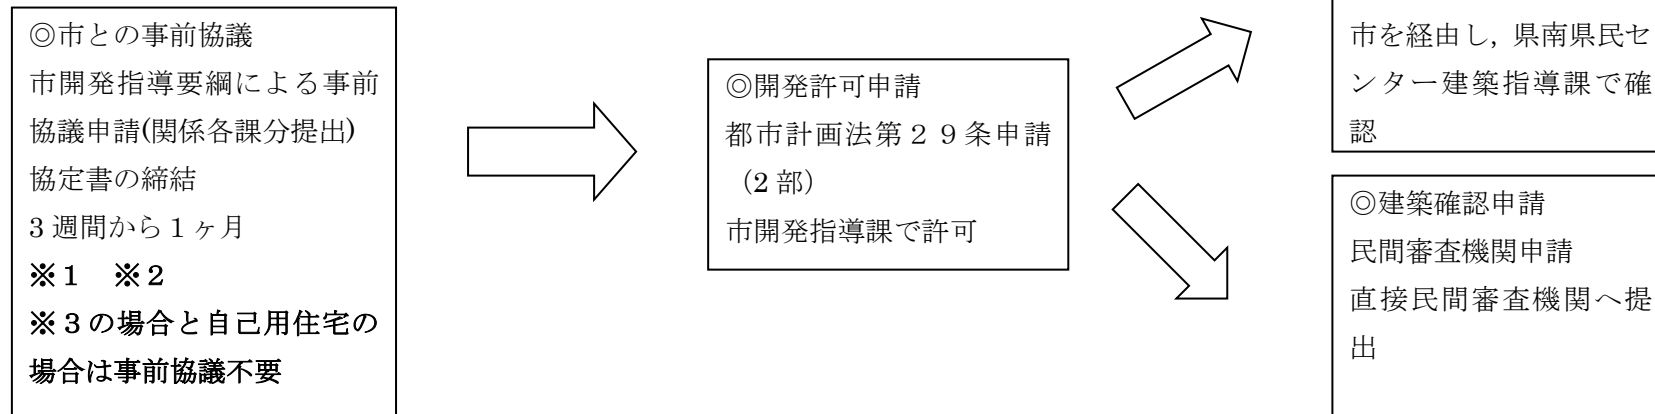 ◎市との事前協議
市開発指導要綱による事前
協議申請(関係各課分提出)
協定書の締結
3週間から１ヶ月
※１　※２
※３の場合と自己用住宅の
場合は事前協議不要
◎開発許可申請
都市計画法第２９条申請
（2部）
市開発指導課で許可
市を経由し, 県南県民セ
ンター建築指導課で確
認
◎建築確認申請
民間審査機関申請
直接民間審査機関へ提
出